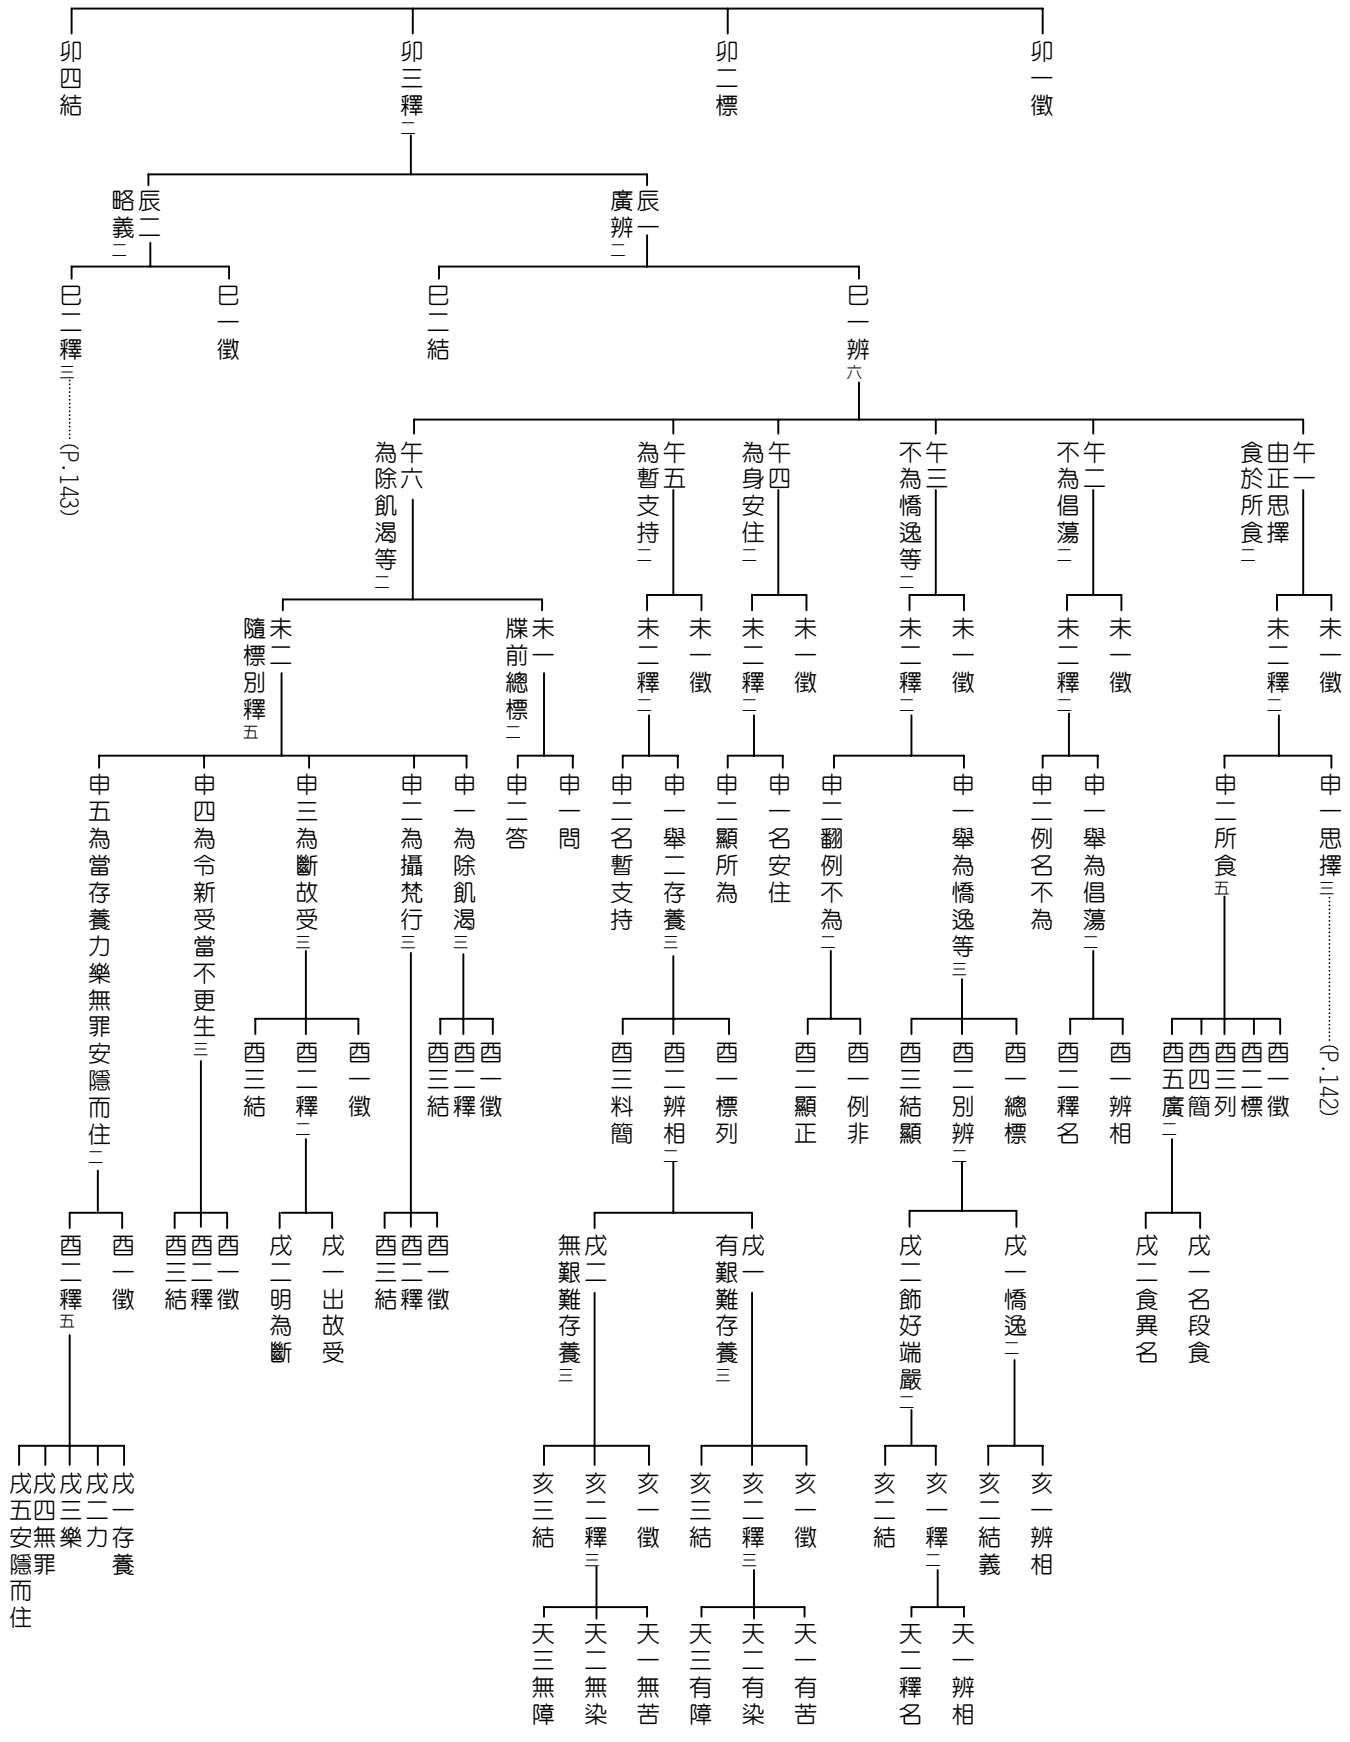 卯一徵
卯二標
卯三釋二
卯四結
辰一
廣辨二
辰二
略義二
巳一辨六
巳二結
巳一徵
巳二釋三(P.143)
午一
由正思擇
食於所食二
午二
不為倡蕩二
午三
不為憍逸等二
午四
為身安住二
午五
為暫支持二
午六
為除飢渴等二
未一徵
未二釋二
未一徵
未二釋二
未一徵
未二釋二
未一徵
未二釋二
未一徵
未二釋二
未一
牒前總標二
未二
隨標別釋五
申一思擇三(P.142)
申二所食五
申一舉為倡蕩二
申二例名不為
申一舉為憍逸等三
申二翻例不為二
申一名安住
申二顯所為
申一舉二存養三
申二名暫支持
申一問
申二答
申一為除飢渴三
申二為攝梵行三
申三為斷故受三
申四為令新受當不更生三
申五為當存養力樂無罪安隱而住二
酉一徵
酉二標
酉三列
酉四簡
酉五廣二
酉一辨相
酉二釋名
酉一總標
酉二別辨二
酉三結顯
酉一例非
酉二顯正
酉一標列
酉二辨相二
酉三料簡
酉一徵
酉二釋
酉三結
酉一徵
酉二釋二
酉三結
酉一徵
酉二釋
酉三結
酉一徵
酉二釋
酉三結
酉一徵
酉二釋五
戌一名段食
戌二食異名
戌一憍逸二
戌二飾好端嚴二
戌一
有艱難存養三
戌二
無艱難存養三
戌一出故受
戌二明為斷
戌一存養
戌二力
戌三樂
戌四無罪
戌五安隱而住
亥一辨相
亥二結義
亥一釋二
亥二結
亥一徵
亥二釋三
亥三結
亥一徵
亥二釋三
亥三結
天一辨相
天二釋名
天一有苦
天二有染
天三有障
天一無苦
天二無染
天三無障